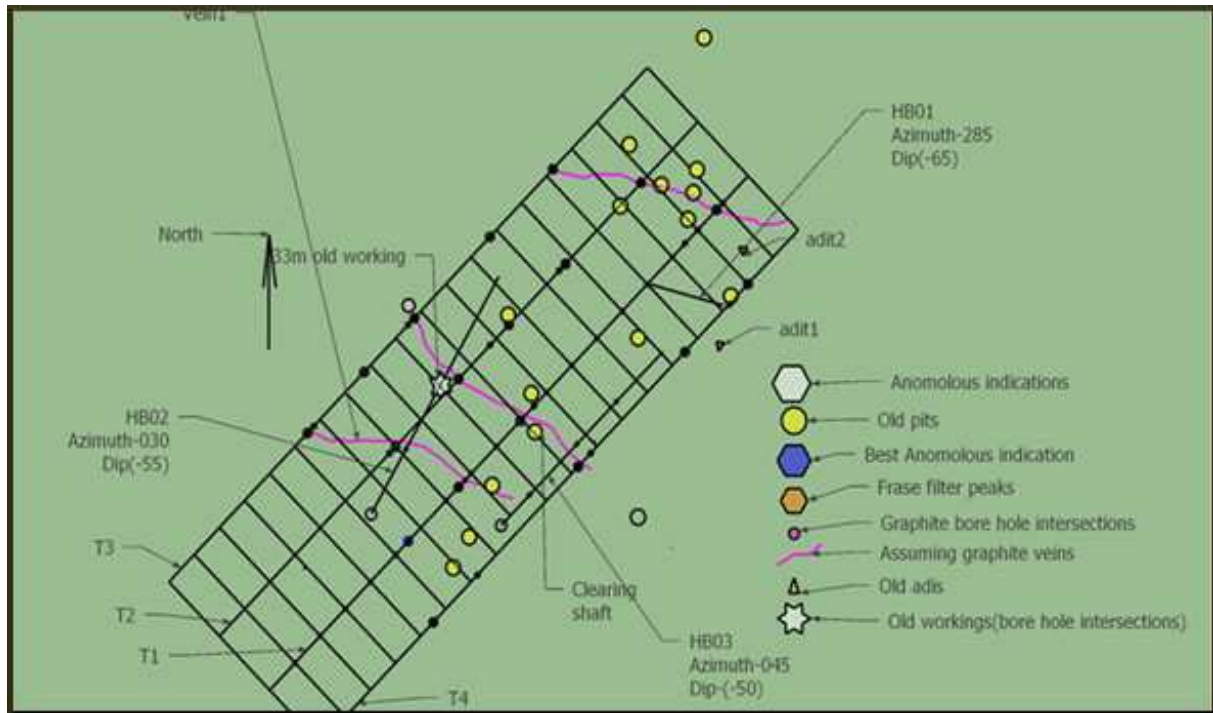 Vein1
HB01
Azimuth-285
Dip(-65)
North
33m old working
adit2
adit1
HB02
Azimuth-030
Dip(-55)
Anomolous indications
Old pits
Best Anomolous indication
Frase filter peaks
Graphite bore hole intersections
Assuming graphite veins
Old adis
Old workings(bore hole intersections)
T3
T2
T1
T4
Clearing
shaft
HB03
Azimuth-045
Dip-(-50)